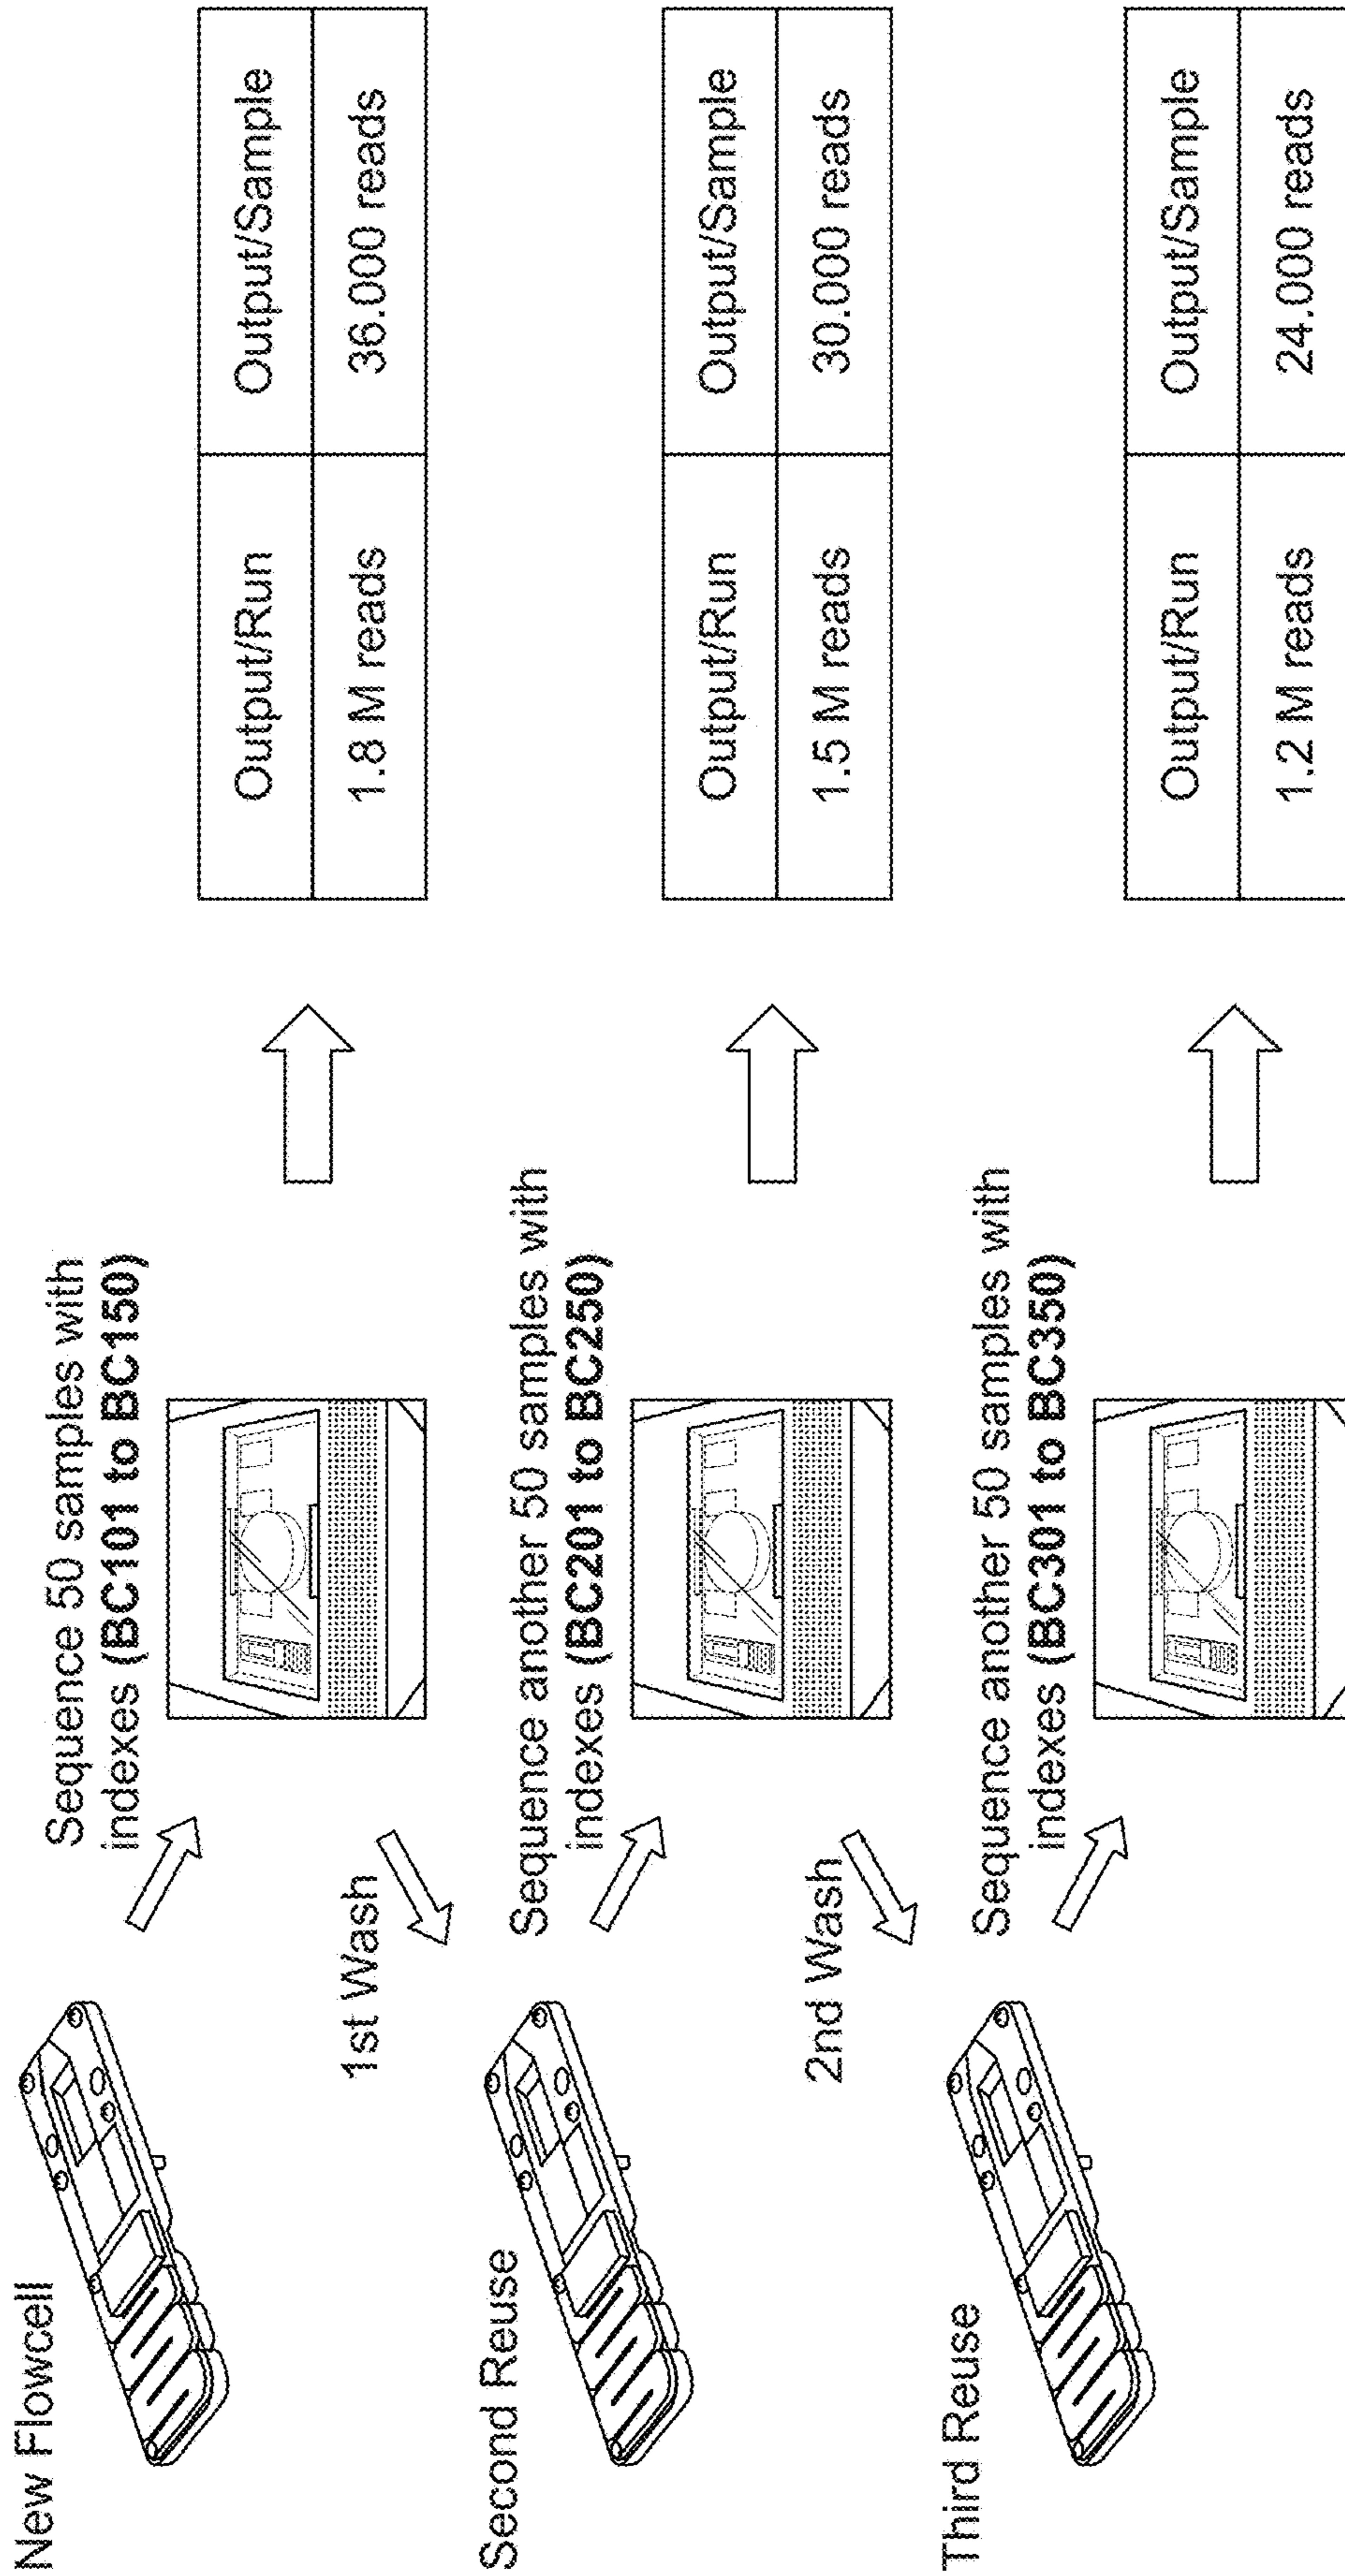 New Flowcell
Sequence 50 samples with
indexes (BC101 to BC150)
Output/Run
Output/Sample
1.8 M reads
36.000 reads
1st Wash
Second Reuse
Sequence another 50 samples with
indexes (BC201 to BC250)
Output/Run
Output/Sample
1.5 M reads
30.000 reads
2nd Wash
Third Reuse
Sequence another 50 samples with
indexes (BC301 to BC350)
Output/Run
Output/Sample
1.2 M reads
24.000 reads